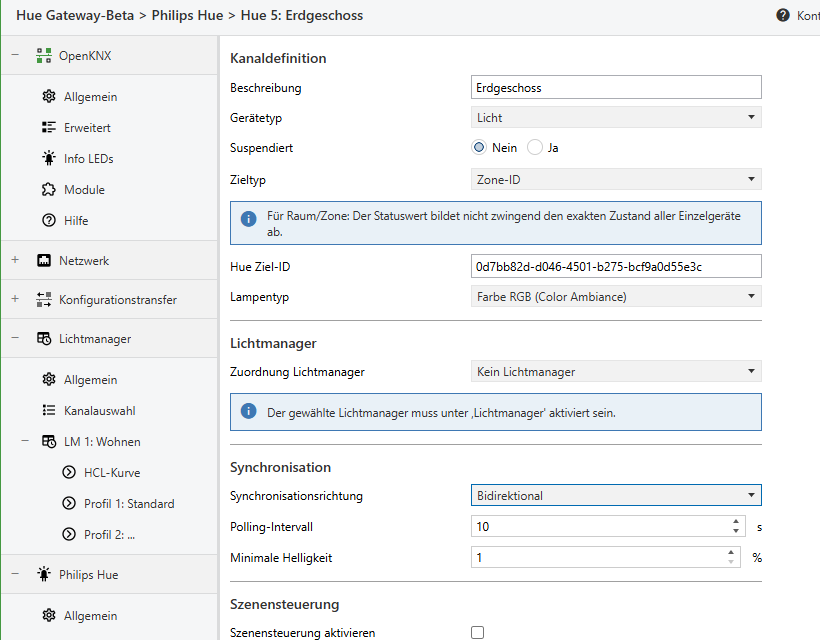 Hue Gateway-Beta > Philips Hue > Hue 5: Erdgeschoss
Kont
OpenKNX
Allgemein
Erweitert
Info LEDs
Module
Hilfe
Netzwerk
Konfigurationstransfer
Lichtmanager
Allgemein
Kanalauswahl
LM 1: Wohnen
HCL-Kurve
Profil 1: Standard
Profil 2: ...
Philips Hue
Allgemein
Kanaldefinition
Beschreibung Erdgeschoss
Gerätetyp Licht
Suspendiert Nein Ja
Zieltyp Zone-ID
Für Raum/Zone: Der Statuswert bildet nicht zwingend den exakten Zustand aller Einzelgeräte
ab.
Hue Ziel-ID 0d7bb82d-d046-4501-b275-bcf9a0d55e3c
Lampentyp Farbe RGB (Color Ambiance)
Lichtmanager
Zuordnung Lichtmanager Kein Lichtmanager
Der gewählte Lichtmanager muss unter ‚Lichtmanager' aktiviert sein.
Synchronisation
Synchronisationsrichtung Bidirektional
Polling-Intervall 10 s
Minimale Helligkeit 1 %
Szenensteuerung
Szenensteuerung aktivieren